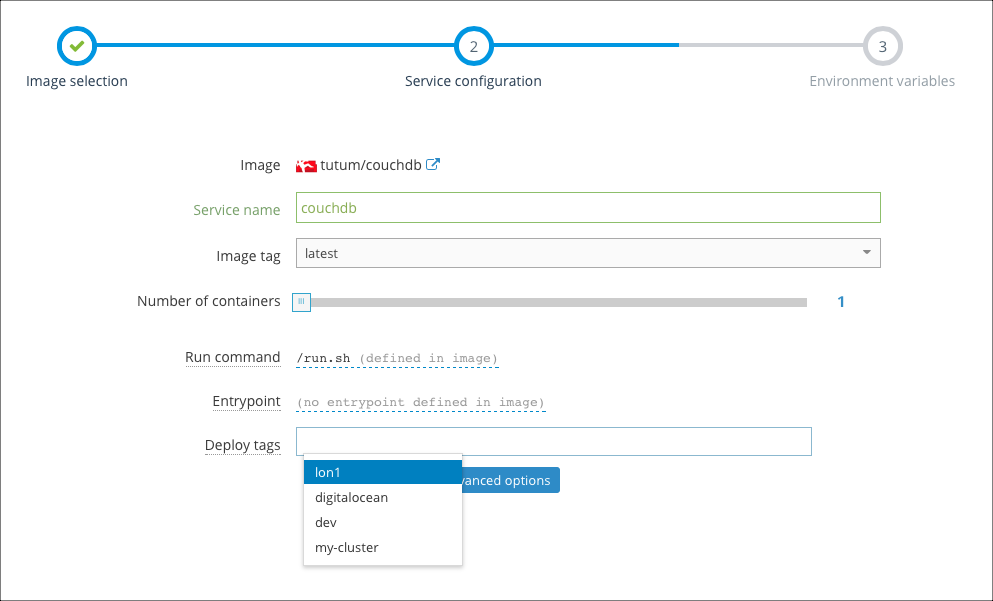 2
3
Image selection
Service configuration
Environment variables
Image tutum/couchdb
Service name couchdb
Image tag latest
Number of containers 1
Run command /run.sh (defined in image)
Entrypoint (no entrypoint defined in image)
Deploy tags
lon1
vanced options
digitalocean
dev
my-cluster